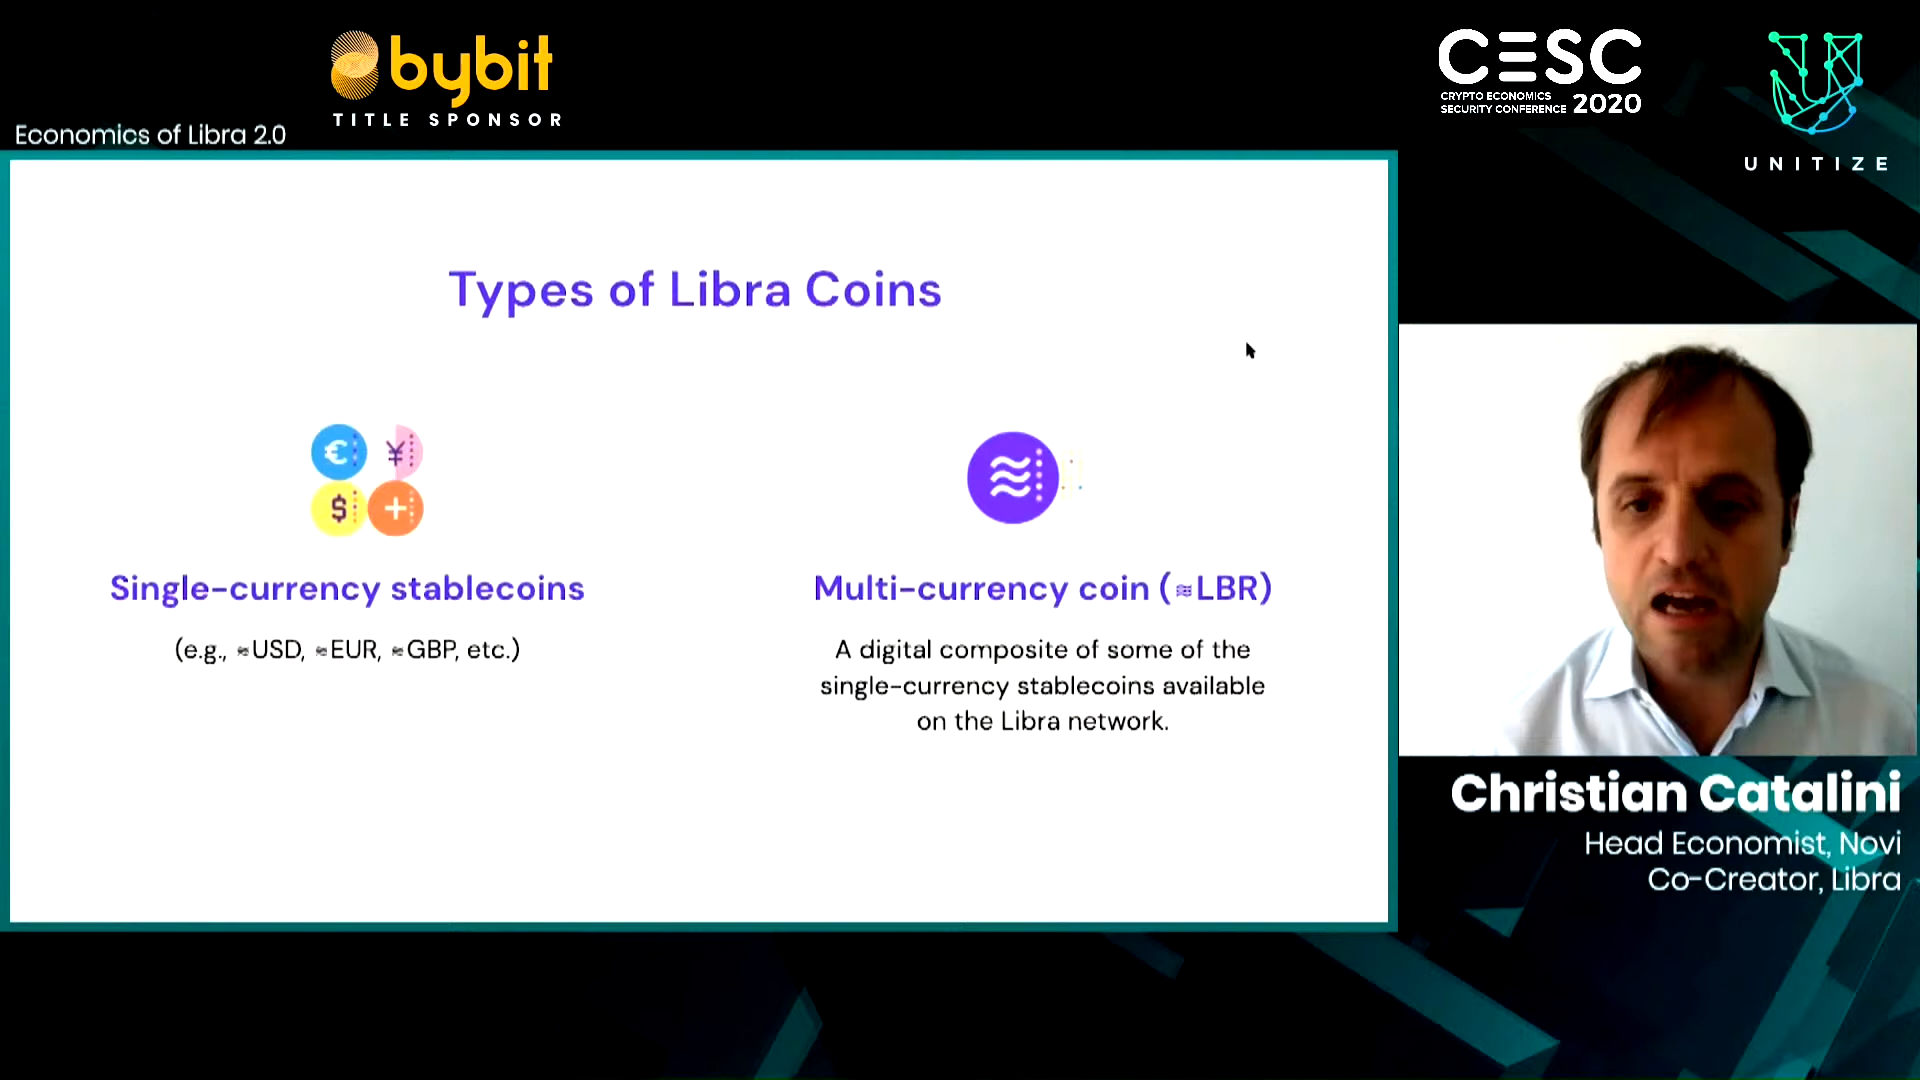 bybit
TITLE SPONSOR
CESC
CRYPTO ECONOMICS
SECURITY CONFERENCE 2020
UNITIZE
Economics of Libra 2.0
Types of Libra Coins
€ ¥
$ +
Single-currency stablecoins
(e.g., ≋USD, ≋EUR, ≋GBP, etc.)
Multi-currency coin (≋LBR)
A digital composite of some of the
single-currency stablecoins available
on the Libra network.
Christian Catalini
Head Economist, Novi
Co-Creator, Libra